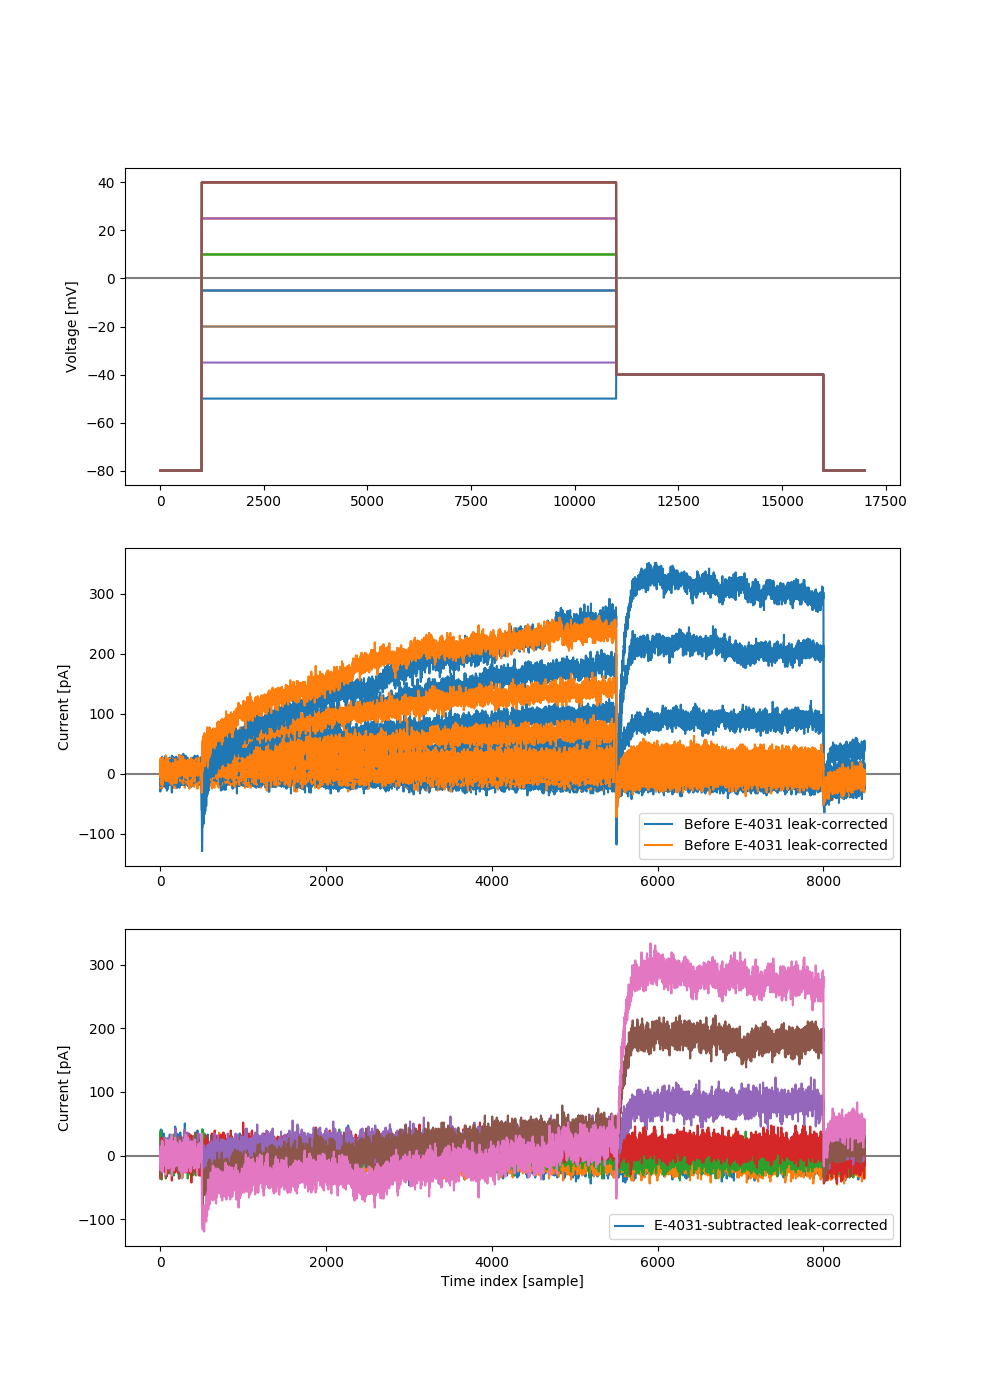 40
20
0
−20
−40
−60
−80
Voltage [mV]
0 2500 5000 7500 10000 12500 15000 17500
300
200
100
0
−100
Current [pA]
Before E-4031 leak-corrected
Before E-4031 leak-corrected
0 2000 4000 6000 8000
300
200
100
0
−100
Current [pA]
E-4031-subtracted leak-corrected
0 2000 4000 6000 8000
Time index [sample]